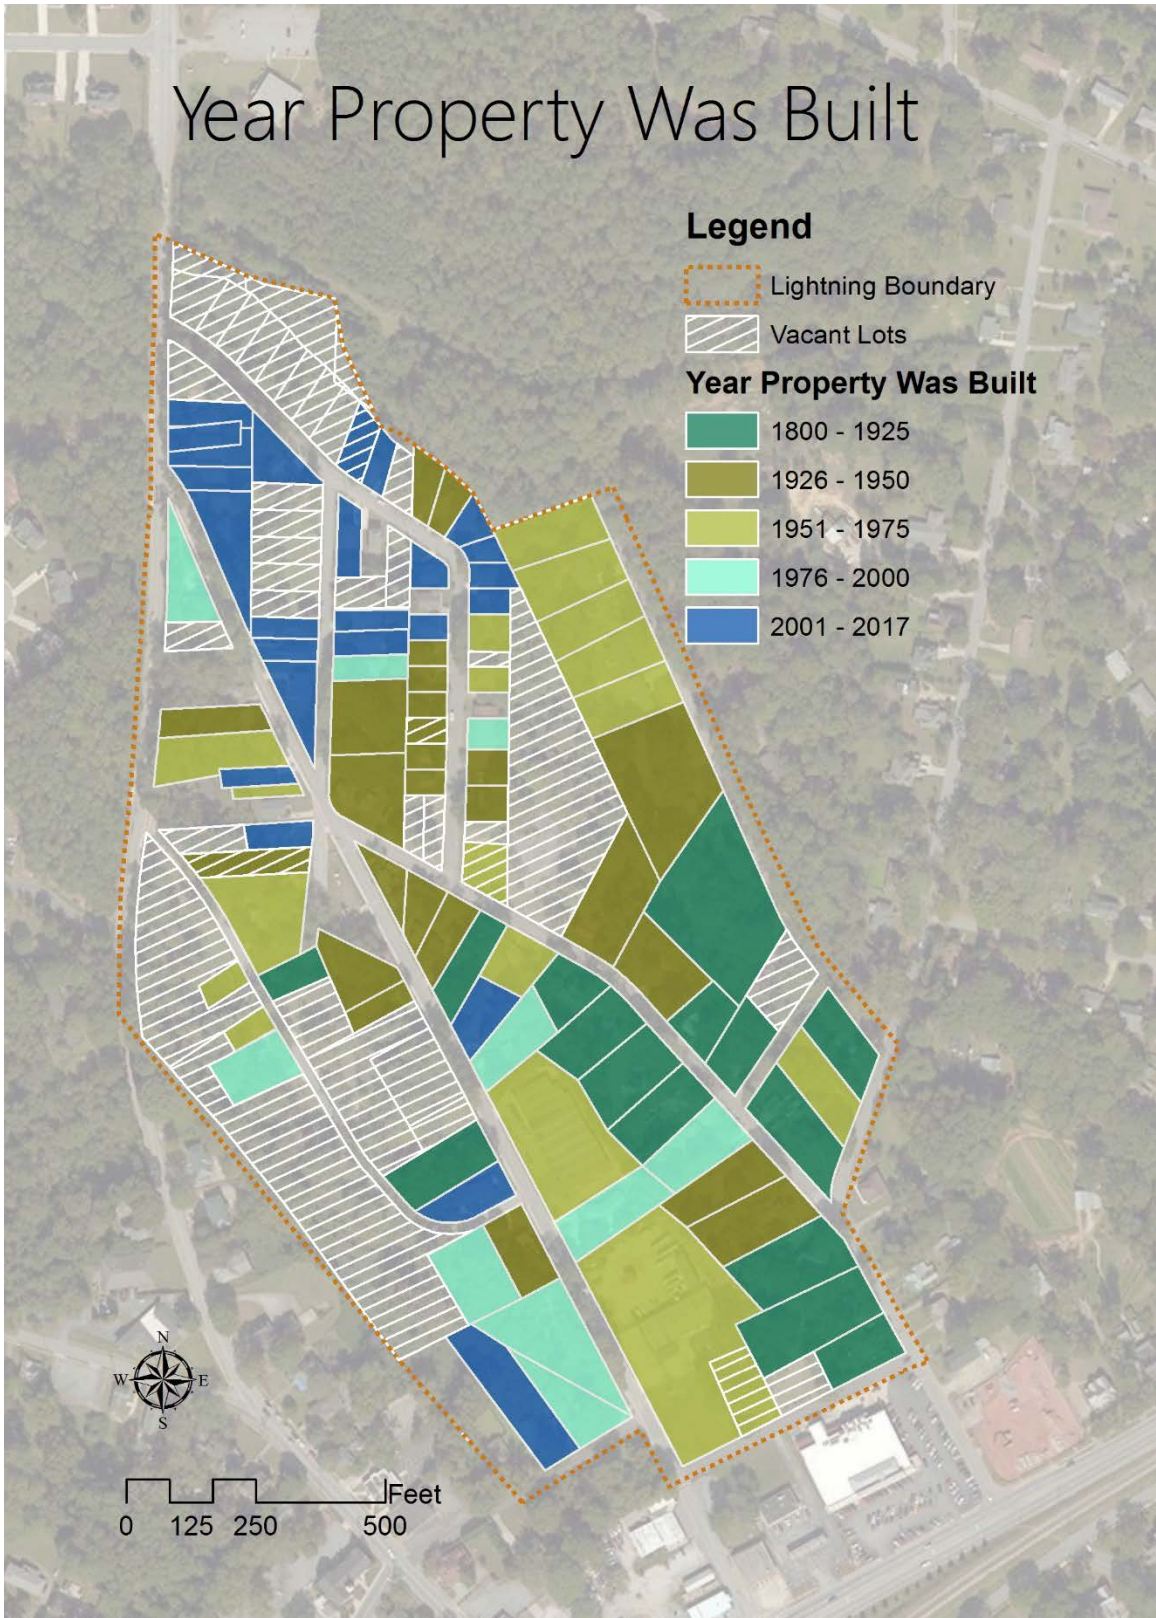 Year Property Was Built
Legend
Lightning Boundary
Vacant Lots
Year Property Was Built
1800 - 1925
1926 - 1950
1951 - 1975
1976 - 2000
2001 - 2017
N
W E
S
Feet
0 125 250 500